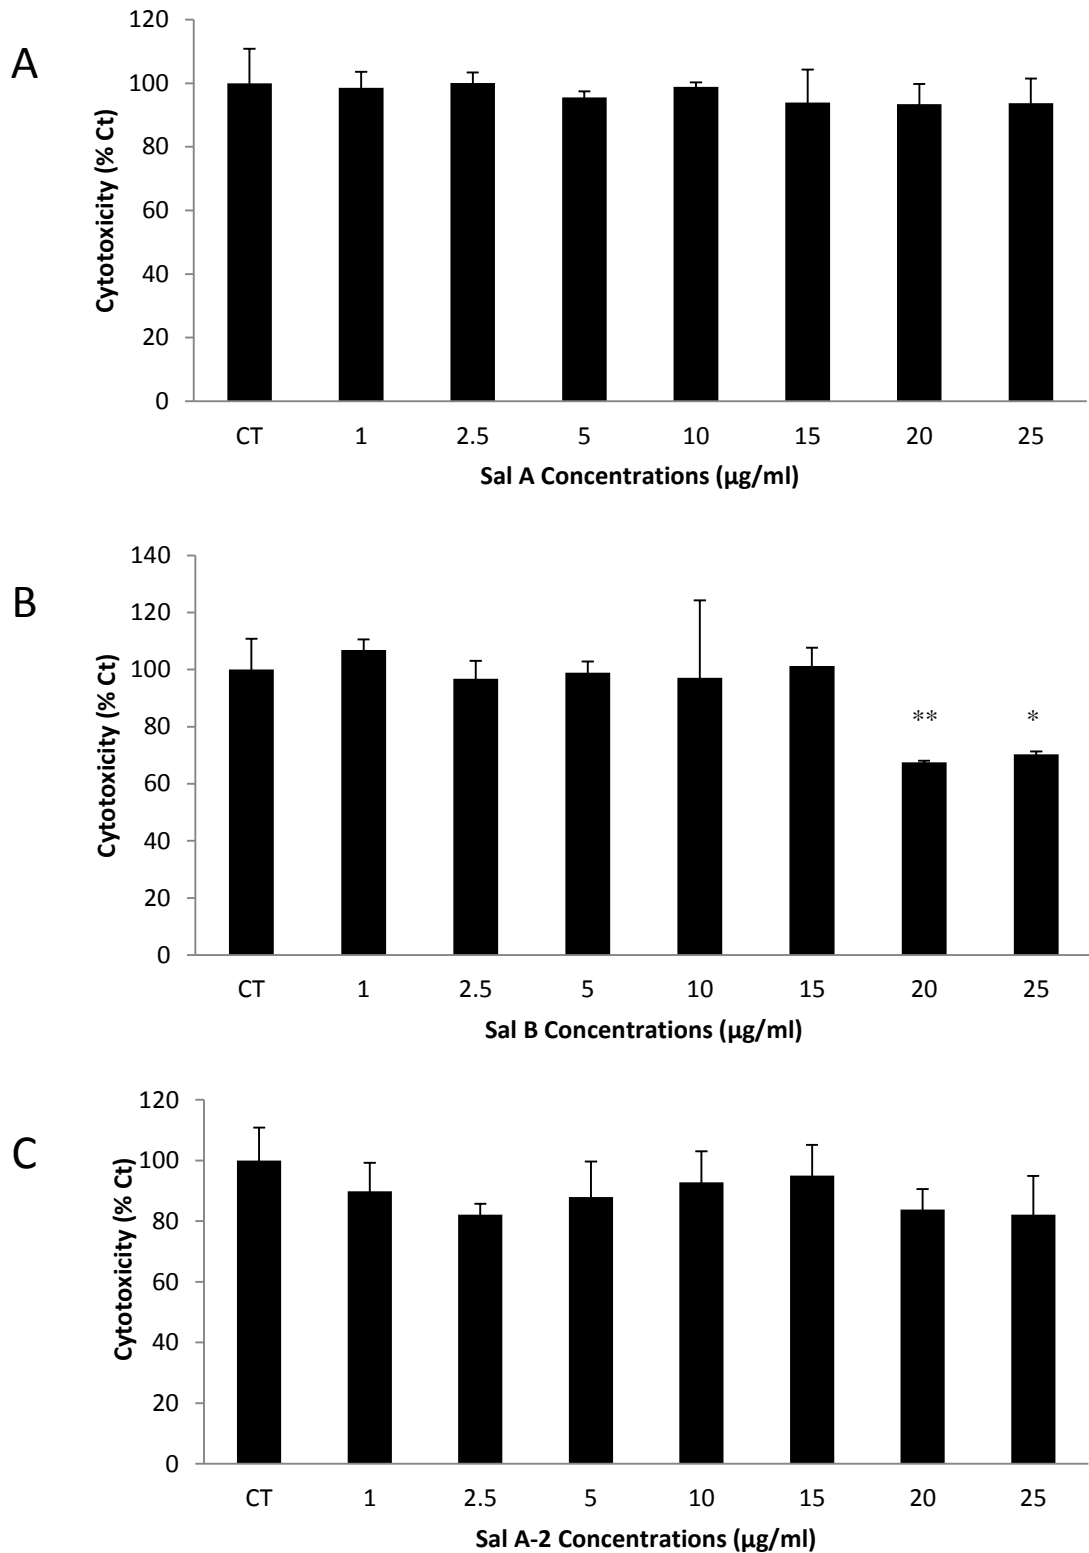 A
120
100
80
60
40
20
0
Cytotoxicity (% Ct)
CT 1 2.5 5 10 15 20 25
Sal A Concentrations (µg/ml)
B
140
120
100
80
60
40
20
0
Cytotoxicity (% Ct)
** *
CT 1 2.5 5 10 15 20 25
Sal B Concentrations (µg/ml)
C
120
100
80
60
40
20
0
Cytotoxicity (% Ct)
CT 1 2.5 5 10 15 20 25
Sal A-2 Concentrations (µg/ml)